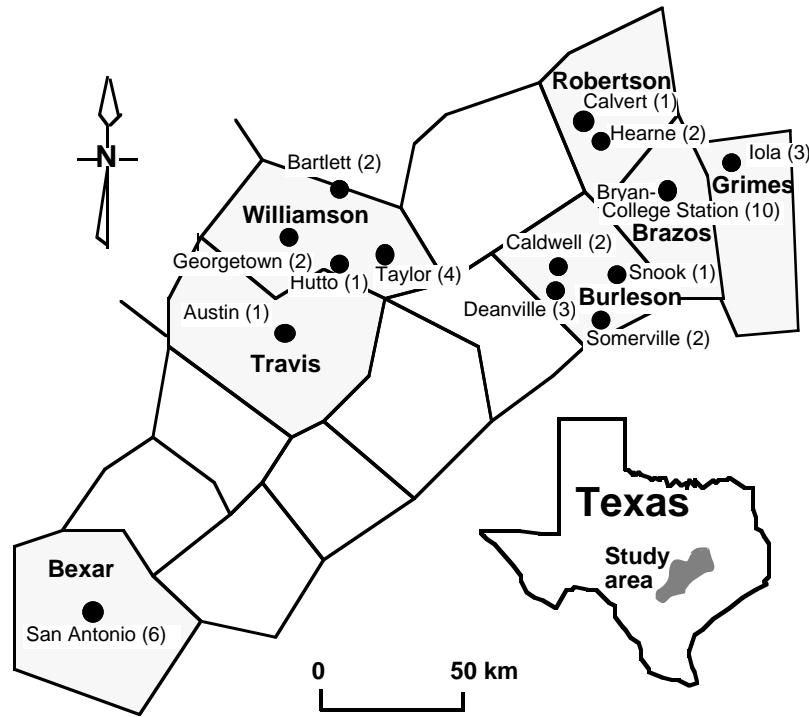 Robertson
Calvert (1)
Hearne (2)
N
Iola (3)
Bartlett (2)
Grimes
Bryan-
College Station (10)
Williamson
Brazos
Caldwell (2)
Georgetown (2)
Taylor (4)
Snook (1)
Hutto (1)
Burleson
Deanville (3)
Austin (1)
Somerville (2)
Travis
Texas
Study
area
Bexar
San Antonio (6)
0 50 km